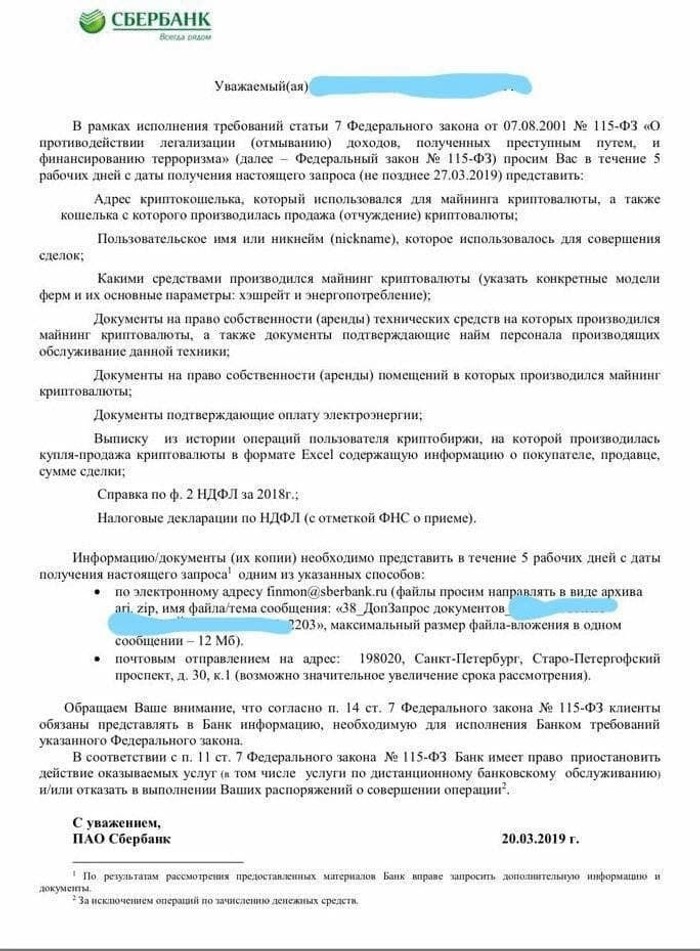 СБЕРБАНК
Всегда рядом
Уважаемый(ая)
В рамках исполнения требований статьи 7 Федерального закона от 07.08.2001 № 115-ФЗ «О
противодействии легализации (отмыванию) доходов, полученных преступным путем, и
финансированию терроризма» (далее – Федеральный закон № 115-ФЗ) просим Вас в течение 5
рабочих дней с даты получения настоящего запроса (не позднее 27.03.2019) представить:
Адрес криптокошелька, который использовался для майнинга криптовалюты, а также
кошелька с которого производилась продажа (отчуждение) криптовалюты;
Пользовательское имя или никнейм (nickname), которое использовалось для совершения
сделок;
Какими средствами производился майнинг криптовалюты (указать конкретные модели
ферм и их основные параметры: хэшрейт и энергопотребление);
Документы на право собственности (аренды) технических средств на которых производился
майнинг криптовалюты, а также документы подтверждающие найм персонала производящих
обслуживание данной техники;
Документы на право собственности (аренды) помещений в которых производился майнинг
криптовалюты;
Документы подтверждающие оплату электроэнергии;
Выписку из истории операций пользователя криптобиржи, на которой производилась
купля-продажа криптовалюты в формате Excel содержащую информацию о покупателе, продавце,
сумме сделки;
Справка по ф. 2 НДФЛ за 2018г.;
Налоговые декларации по НДФЛ (с отметкой ФНС о приеме).
Информацию/документы (их копии) необходимо представить в течение 5 рабочих дней с даты
получения настоящего запроса¹ одним из указанных способов:
• по электронному адресу finmon@sberbank.ru (файлы просим направлять в виде архива
arj, zip, имя файла/тема сообщения: «38_ДопЗапрос документов_
2203», максимальный размер файла-вложения в одном
сообщении – 12 Мб).
• почтовым отправлением на адрес: 198020, Санкт-Петербург, Старо-Петергофский
проспект, д. 30, к.1 (возможно значительное увеличение срока рассмотрения).
Обращаем Ваше внимание, что согласно п. 14 ст. 7 Федерального закона № 115-ФЗ клиенты
обязаны представлять в Банк информацию, необходимую для исполнения Банком требований
указанного Федерального закона.
В соответствии с п. 11 ст. 7 Федерального закона № 115-ФЗ Банк имеет право приостановить
действие оказываемых услуг (в том числе услуги по дистанционному банковскому обслуживанию)
и/или отказать в выполнении Ваших распоряжений о совершении операции².
С уважением,
ПАО Сбербанк 20.03.2019 г.
¹ По результатам рассмотрения предоставленных материалов Банк вправе запросить дополнительную информацию и
документы.
² За исключением операций по зачислению денежных средств.